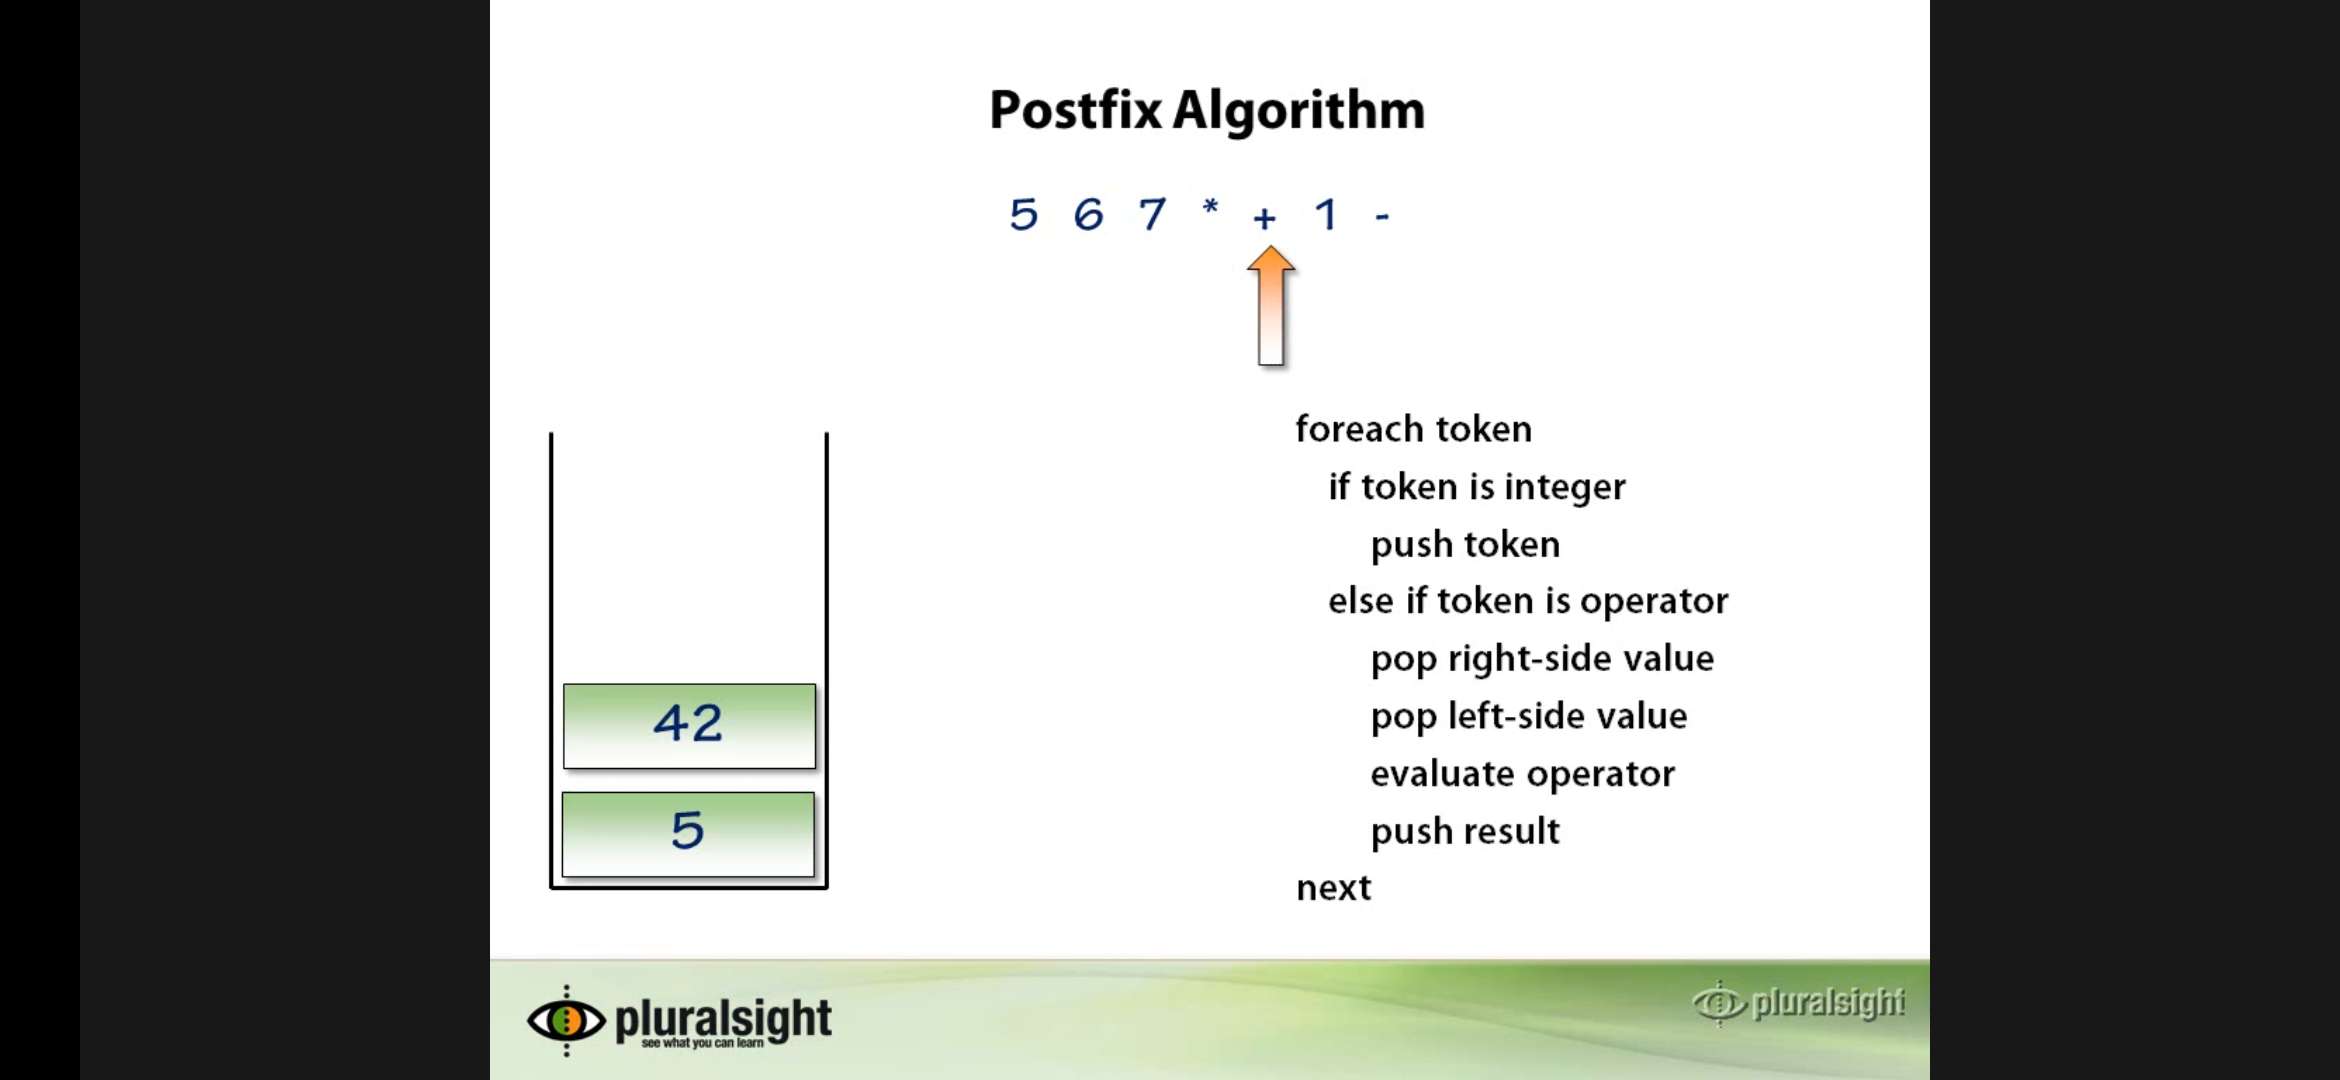 Postfix Algorithm
5 6 7 * + 1 -
42
5
foreach token
if token is integer
push token
else if token is operator
pop right-side value
pop left-side value
evaluate operator
push result
next
pluralsight
see what you can learn
pluralsight